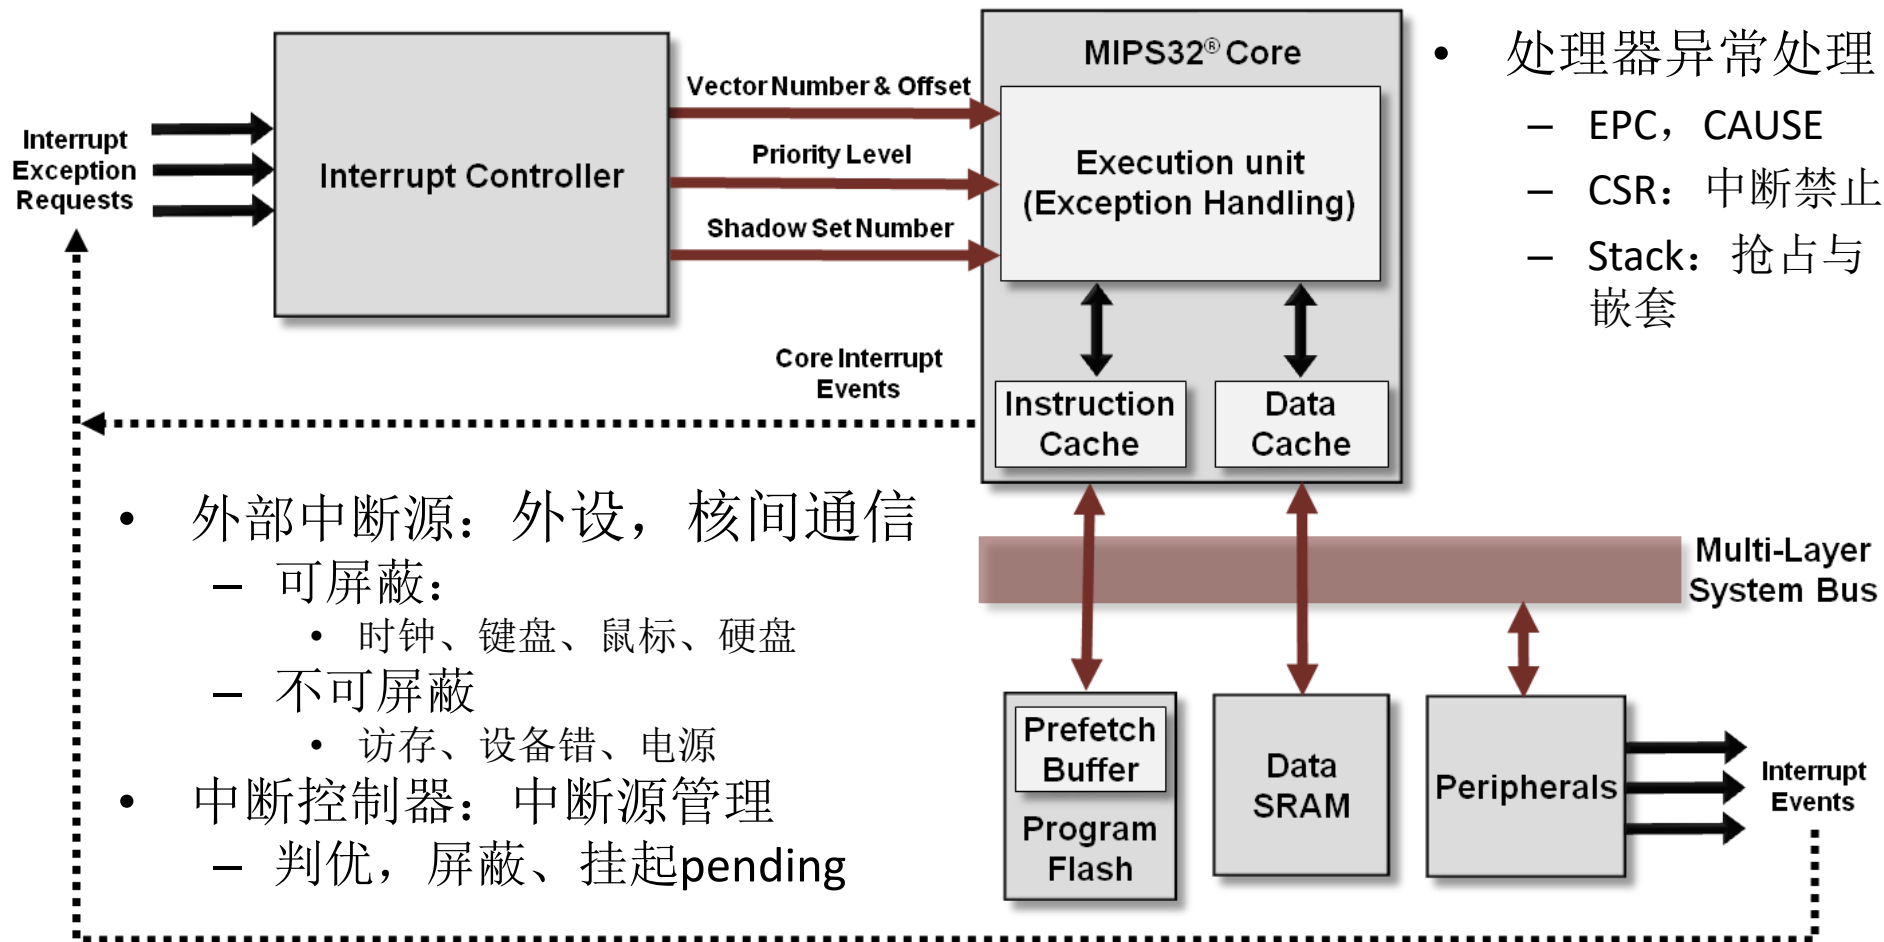 Interrupt
Exception
Requests
Interrupt Controller
Vector Number & Offset
Priority Level
Shadow Set Number
MIPS32® Core
Execution unit
(Exception Handling)
Instruction
Cache
Data
Cache
Core Interrupt
Events
• 处理器异常处理
– EPC，CAUSE
– CSR：中断禁止
– Stack：抢占与
嵌套
• 外部中断源：外设，核间通信
– 可屏蔽：
• 时钟、键盘、鼠标、硬盘
– 不可屏蔽
• 访存、设备错、电源
• 中断控制器：中断源管理
– 判优，屏蔽、挂起pending
Multi-Layer
System Bus
Prefetch
Buffer
Program
Flash
Data
SRAM
Peripherals
Interrupt
Events